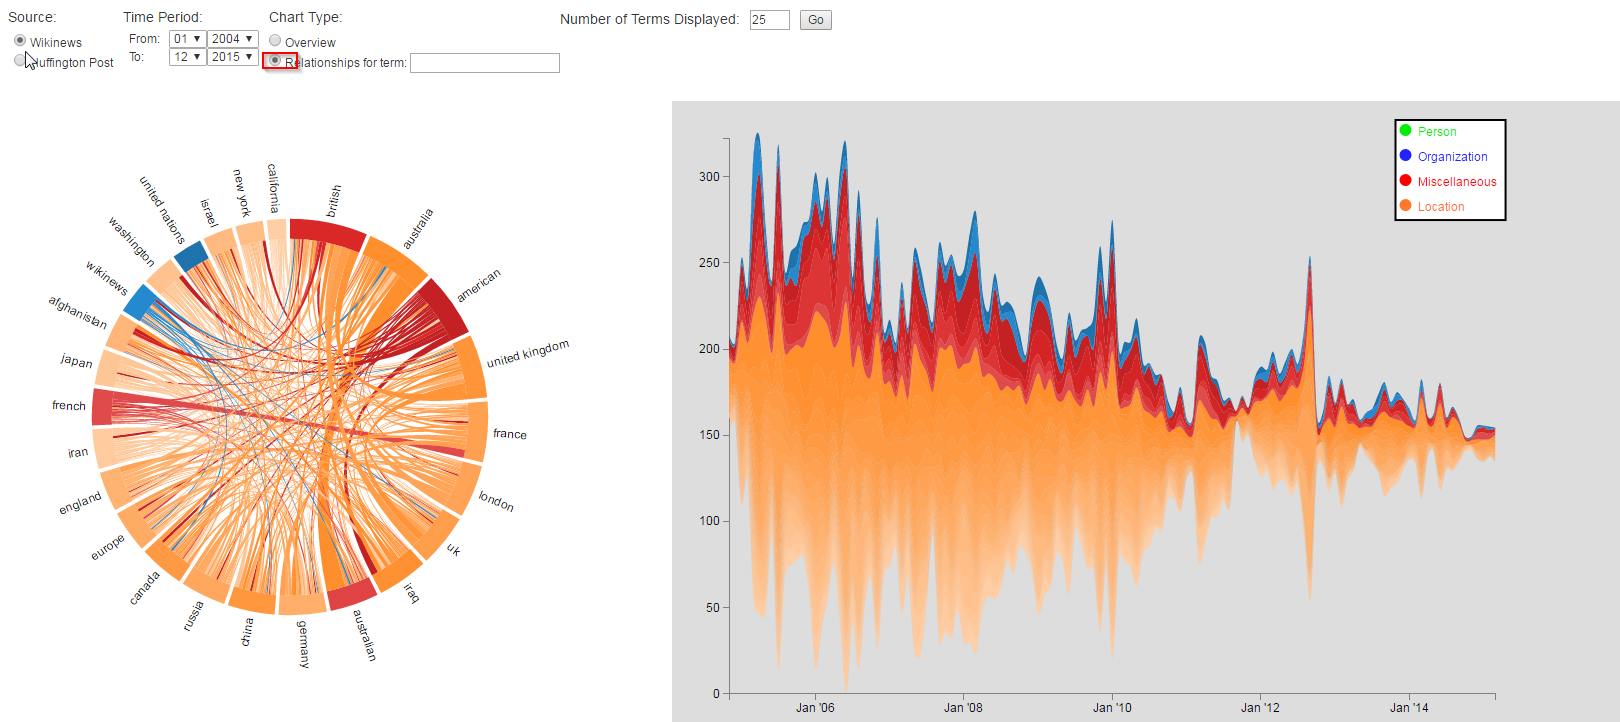 Source:
Time Period:
Chart Type:
Number of Terms Displayed: 25 Go
Wikinews
From: 01 2004
Overview
uffington Post
To: 12 2015
Relationships for term:
california
new york
israel
united nations
washington
wikinews
afghanistan
japan
french
iran
england
europe
canada
russia
china
germany
australian
iraq
uk
london
france
united kingdom
american
australia
british
Person
Organization
Miscellaneous
Location
300
250
200
150
100
50
0
Jan '06
Jan '08
Jan '10
Jan '12
Jan '14